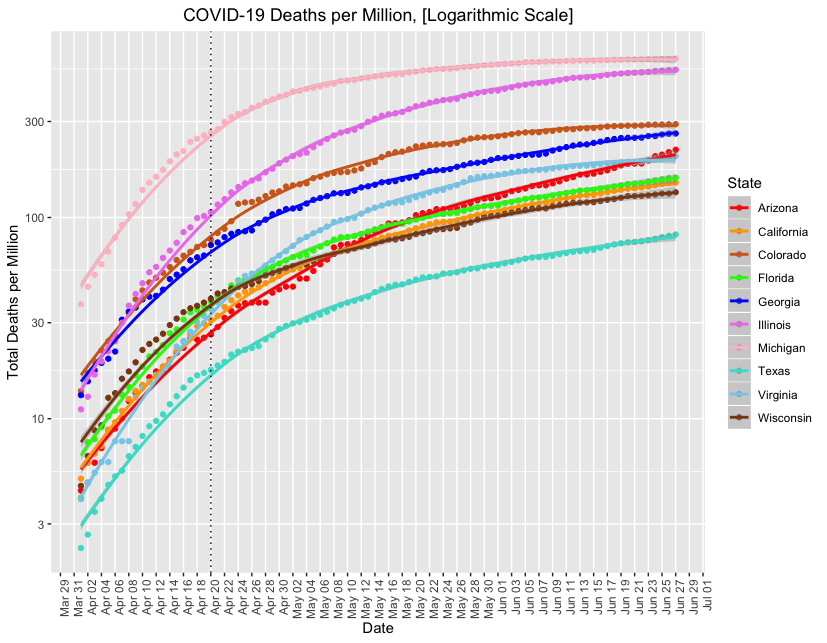 COVID-19 Deaths per Million, [Logarithmic Scale]
Total Deaths per Million
300
100
30
10
3
Mar 29
Mar 31
Apr 02
Apr 04
Apr 06
Apr 08
Apr 10
Apr 12
Apr 14
Apr 16
Apr 18
Apr 20
Apr 22
Apr 24
Apr 26
Apr 28
Apr 30
May 02
May 04
May 06
May 08
May 10
May 12
May 14
May 16
May 18
May 20
May 22
May 24
May 26
May 28
May 30
Jun 01
Jun 03
Jun 05
Jun 07
Jun 09
Jun 11
Jun 13
Jun 15
Jun 17
Jun 19
Jun 21
Jun 23
Jun 25
Jun 27
Jun 29
Jul 01
Date
State
Arizona
California
Colorado
Florida
Georgia
Illinois
Michigan
Texas
Virginia
Wisconsin